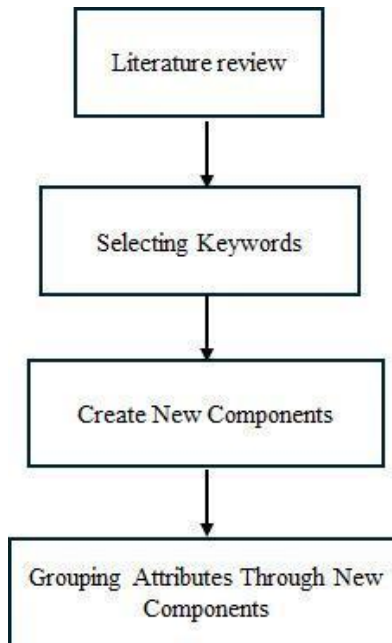 Literature review
Selecting Keywords
Create New Components
Grouping Attributes Through New
Components